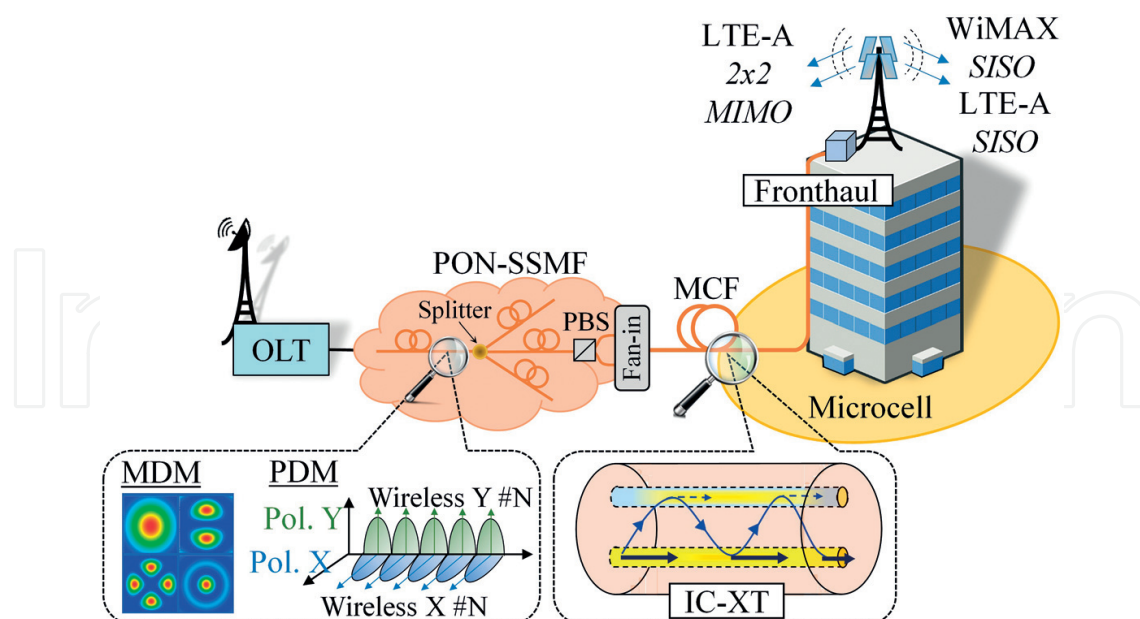 LTE-A
2x2
MIMO
WiMAX
SISO
LTE-A
SISO
Fronthaul
PON-SSMF
Splitter
PBS
Fan-in
MCF
OLT
Microcell
MDM
PDM
Wireless Y #N
Pol. Y
Pol. X
Wireless X #N
IC-XT